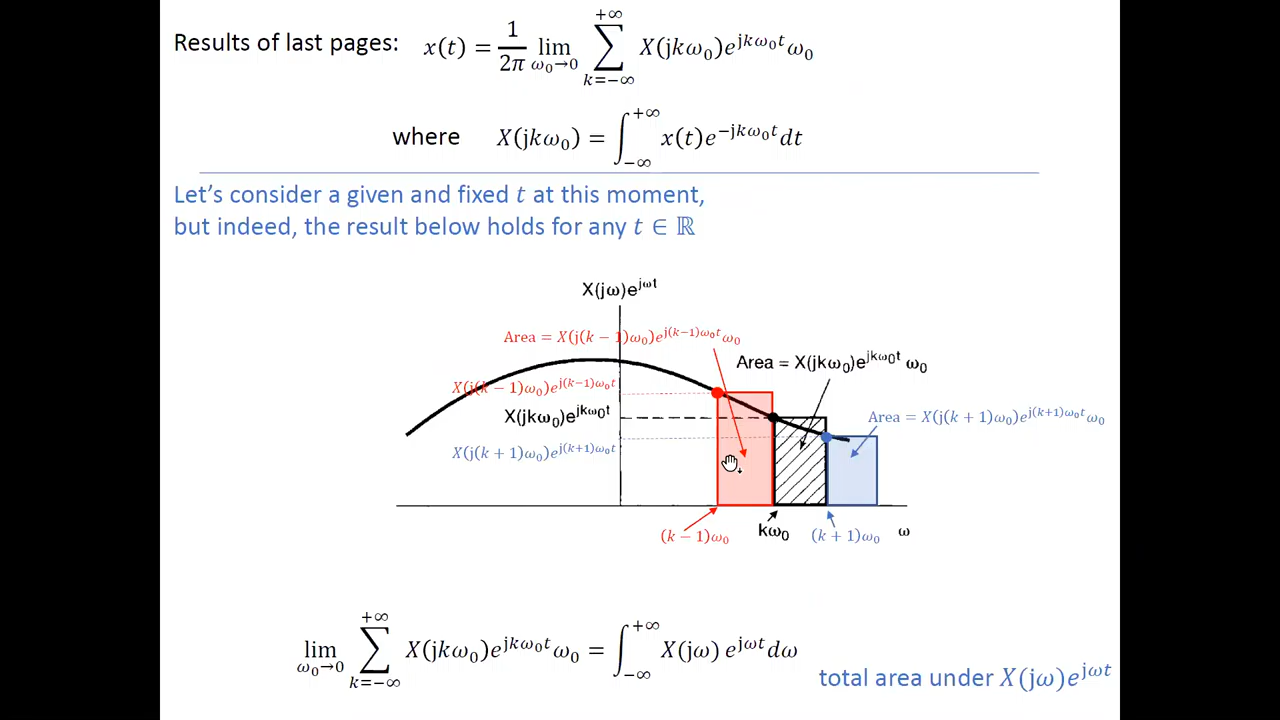 Results of last pages: x(t) = 1/2π lim ω₀→0 ∑ k=−∞ +∞ X(jkω₀)e^{jkω₀t}ω₀
where X(jkω₀) = ∫_{−∞}^{+∞} x(t)e^{−jkω₀t}dt
Let's consider a given and fixed t at this moment,
but indeed, the result below holds for any t ∈ ℝ
X(jω)e^{jωt}
Area = X(j(k − 1)ω₀)e^{j(k−1)ω₀t}ω₀
Area = X(jkω₀)e^{jkω₀t} ω₀
X(j(k − 1)ω₀)e^{j(k−1)ω₀t}
X(jkω₀)e^{jkω₀t}
Area = X(j(k + 1)ω₀)e^{j(k+1)ω₀t}ω₀
X(j(k + 1)ω₀)e^{j(k+1)ω₀t}
(k − 1)ω₀ kω₀ (k + 1)ω₀ ω
lim ω₀→0 ∑ k=−∞ +∞ X(jkω₀)e^{jkω₀t}ω₀ = ∫_{−∞}^{+∞} X(jω) e^{jωt}dω
total area under X(jω)e^{jωt}